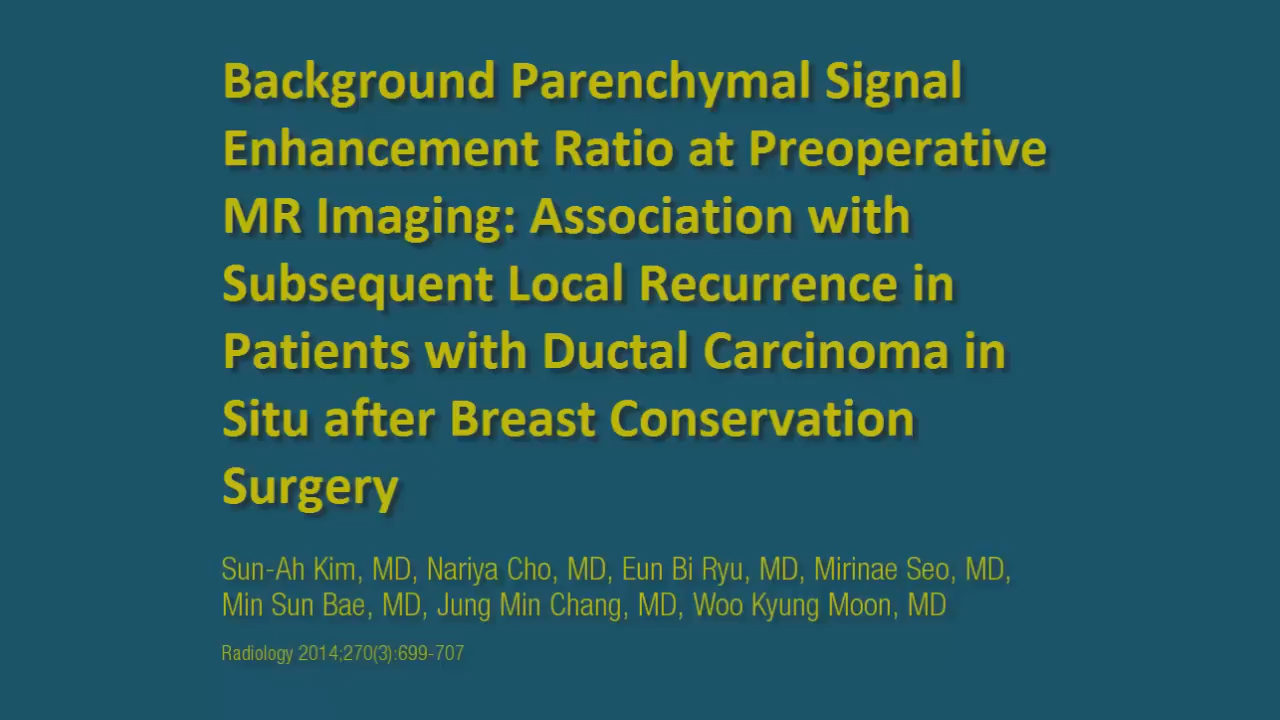 Background Parenchymal Signal
Enhancement Ratio at Preoperative
MR Imaging: Association with
Subsequent Local Recurrence in
Patients with Ductal Carcinoma in
Situ after Breast Conservation
Surgery
Sun-Ah Kim, MD, Nariya Cho, MD, Eun Bi Ryu, MD, Mirinae Seo, MD,
Min Sun Bae, MD, Jung Min Chang, MD, Woo Kyung Moon, MD
Radiology 2014;270(3):699-707